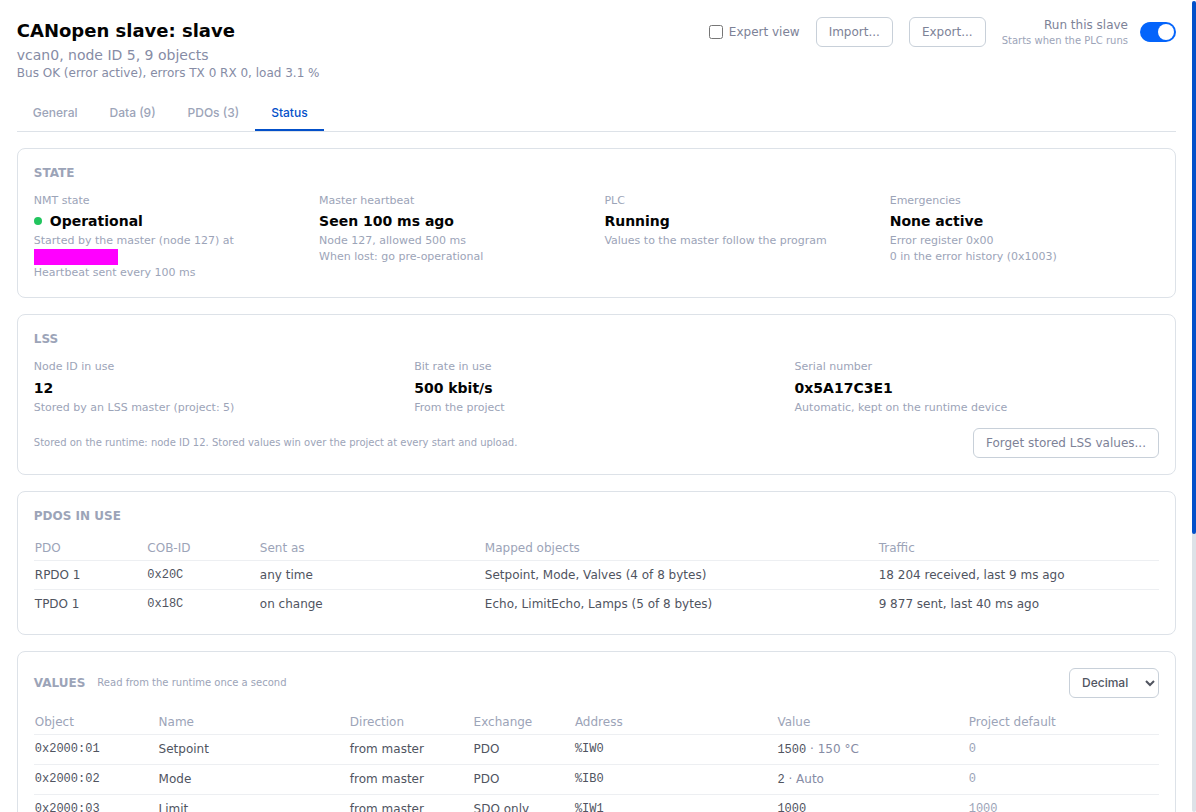 CANopen slave: slave
vcan0, node ID 5, 9 objects
Bus OK (error active), errors TX 0 RX 0, load 3.1 %
Expert view
Import...
Export...
Run this slave
Starts when the PLC runs
General
Data (9)
PDOs (3)
Status
STATE
NMT state
Operational
Started by the master (node 127) at
Heartbeat sent every 100 ms
Master heartbeat
Seen 100 ms ago
Node 127, allowed 500 ms
When lost: go pre-operational
PLC
Running
Values to the master follow the program
Emergencies
None active
Error register 0x00
0 in the error history (0x1003)
LSS
Node ID in use
12
Stored by an LSS master (project: 5)
Bit rate in use
500 kbit/s
From the project
Serial number
0x5A17C3E1
Automatic, kept on the runtime device
Stored on the runtime: node ID 12. Stored values win over the project at every start and upload.
Forget stored LSS values...
PDOS IN USE
PDO COB-ID Sent as Mapped objects Traffic
RPDO 1 0x20C any time Setpoint, Mode, Valves (4 of 8 bytes) 18 204 received, last 9 ms ago
TPDO 1 0x18C on change Echo, LimitEcho, Lamps (5 of 8 bytes) 9 877 sent, last 40 ms ago
VALUES Read from the runtime once a second
Decimal
Object Name Direction Exchange Address Value Project default
0x2000:01 Setpoint from master PDO %IW0 1500 · 150 °C 0
0x2000:02 Mode from master PDO %IB0 2 · Auto 0
0x2000:03 Limit from master SDO only %IW1 1000 1000